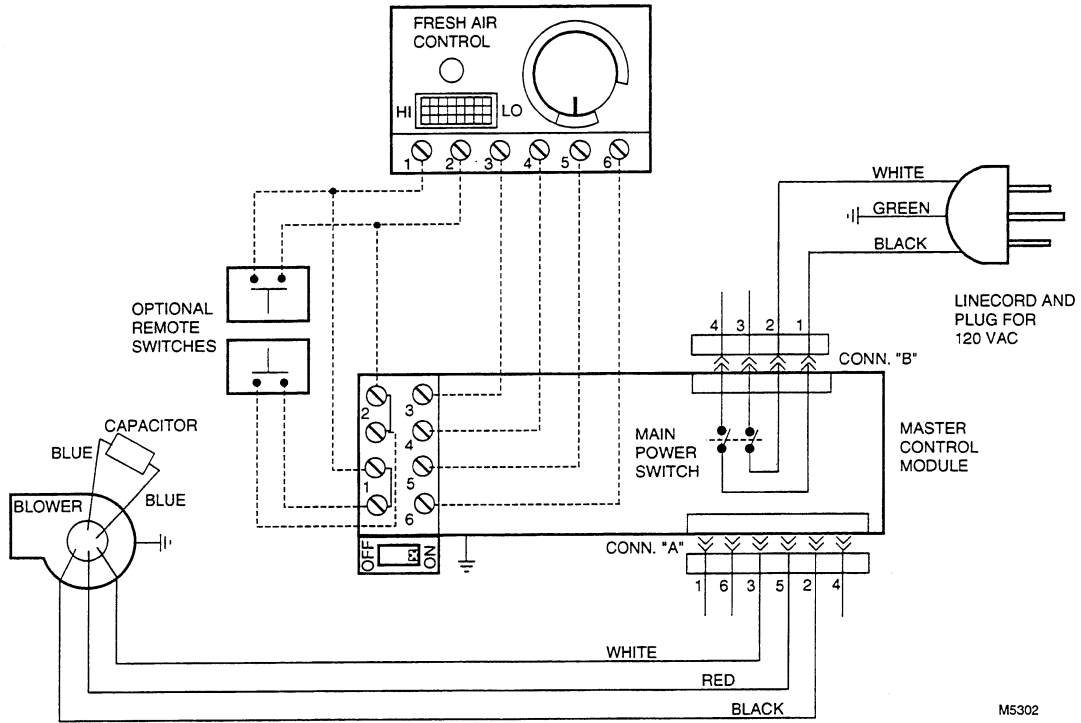 FRESH AIR
CONTROL
HI
LO
1 2 3 4 5 6
WHITE
GREEN
BLACK
LINECORD AND
PLUG FOR
120 VAC
OPTIONAL
REMOTE
SWITCHES
4 3 2 1
CONN. "B"
2
1
3
4
5
6
MAIN
POWER
SWITCH
MASTER
CONTROL
MODULE
CAPACITOR
BLUE
BLUE
BLOWER
OFF
ON
CONN. "A"
1 6 3 5 2 4
WHITE
RED
BLACK
M5302